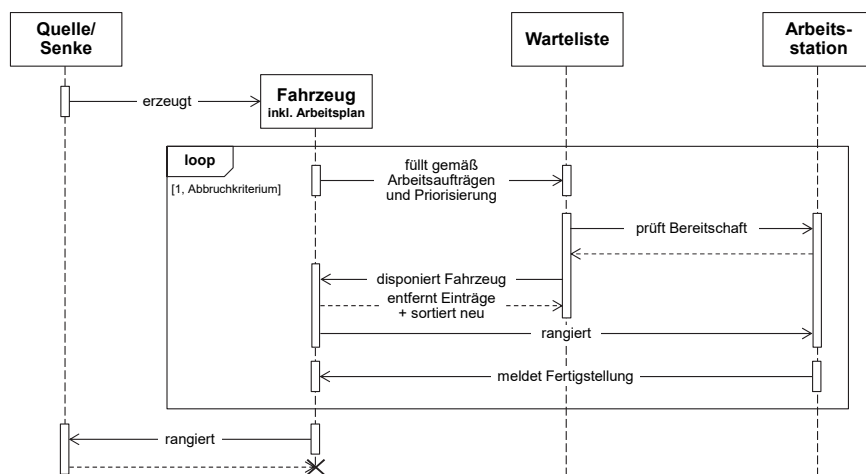 Quelle/
Senke
Warteliste
Arbeits-
station
erzeugt
Fahrzeug
inkl. Arbeitsplan
loop
[1, Abbruchkriterium]
füllt gemäß
Arbeitsaufträgen
und Priorisierung
prüft Bereitschaft
disponiert Fahrzeug
entfernt Einträge
+ sortiert neu
rangiert
meldet Fertigstellung
rangiert